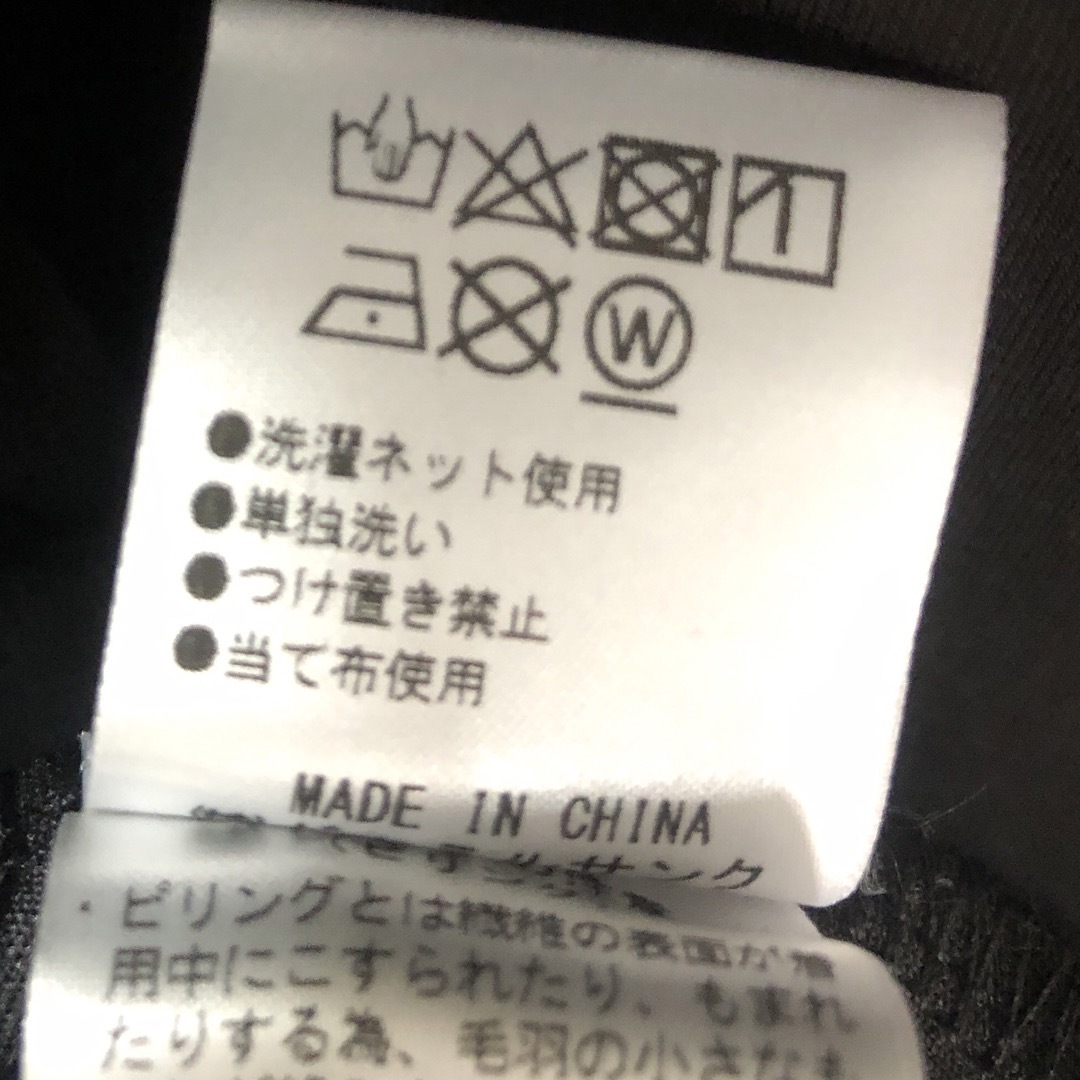 W
●洗濯ネット使用
●単独洗い
●つけ置き禁止
●当て布使用
MADE IN CHINA
・ピリングとは繊維の表面が着
用中にこすられたり、もまれ
たりする為、毛羽の小さなも